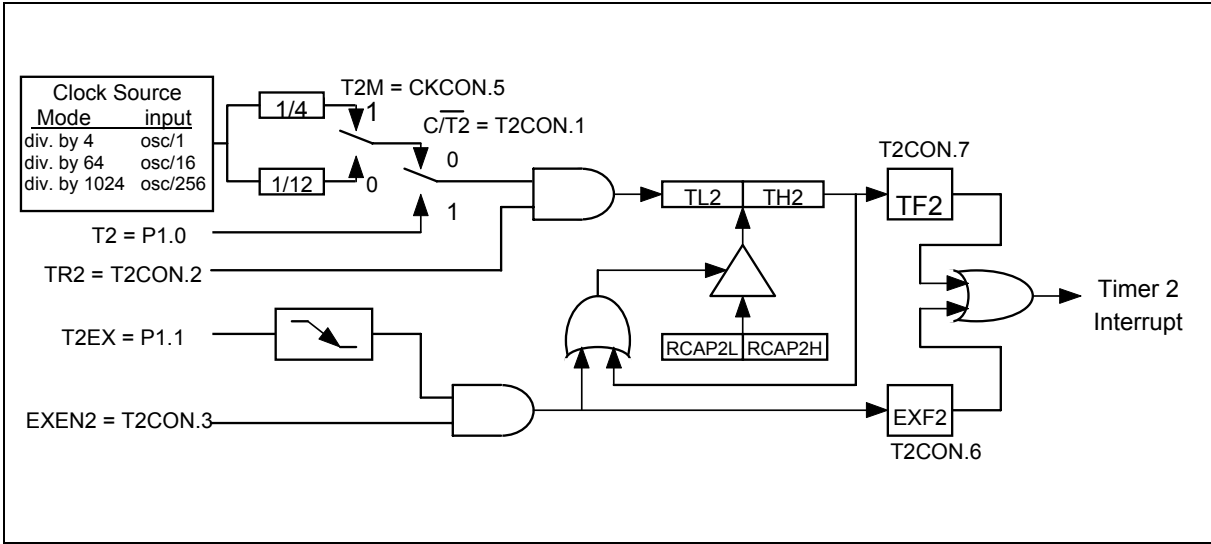 Clock Source
Mode input
div. by 4 osc/1
div. by 64 osc/16
div. by 1024 osc/256
1/4
1/12
T2M = CKCON.5
1
0
C/T2 = T2CON.1
0
1
T2 = P1.0
TR2 = T2CON.2
T2EX = P1.1
EXEN2 = T2CON.3
TL2 TH2
RCAP2L RCAP2H
T2CON.7
TF2
EXF2
T2CON.6
Timer 2
Interrupt